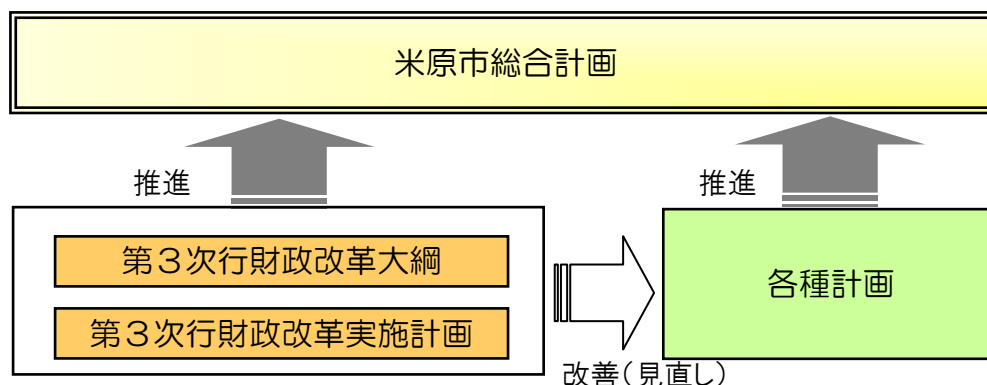 米原市総合計画
推進
推進
第３次行財政改革大綱
第３次行財政改革実施計画
各種計画
改善（見直し）